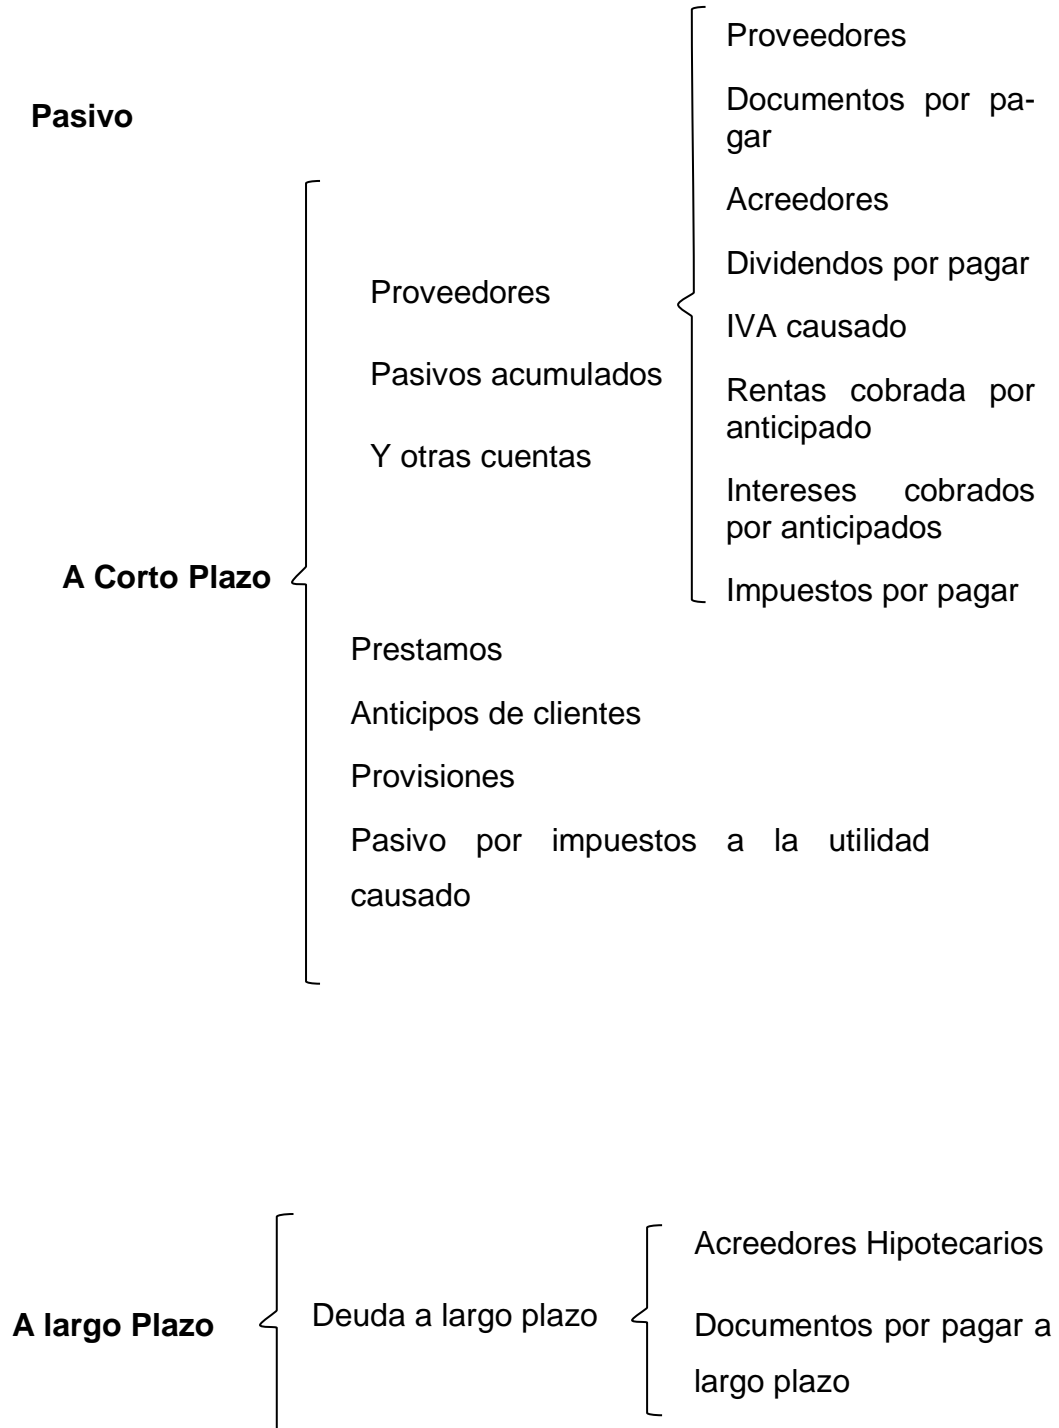 Pasivo
Proveedores
Documentos por pa-
gar
Acreedores
Dividendos por pagar
IVA causado
Rentas cobrada por
anticipado
Intereses cobrados
por anticipados
Impuestos por pagar
Proveedores
Pasivos acumulados
Y otras cuentas
A Corto Plazo
Prestamos
Anticipos de clientes
Provisiones
Pasivo por impuestos a la utilidad
causado
A largo Plazo
Deuda a largo plazo
Acreedores Hipotecarios
Documentos por pagar a
largo plazo